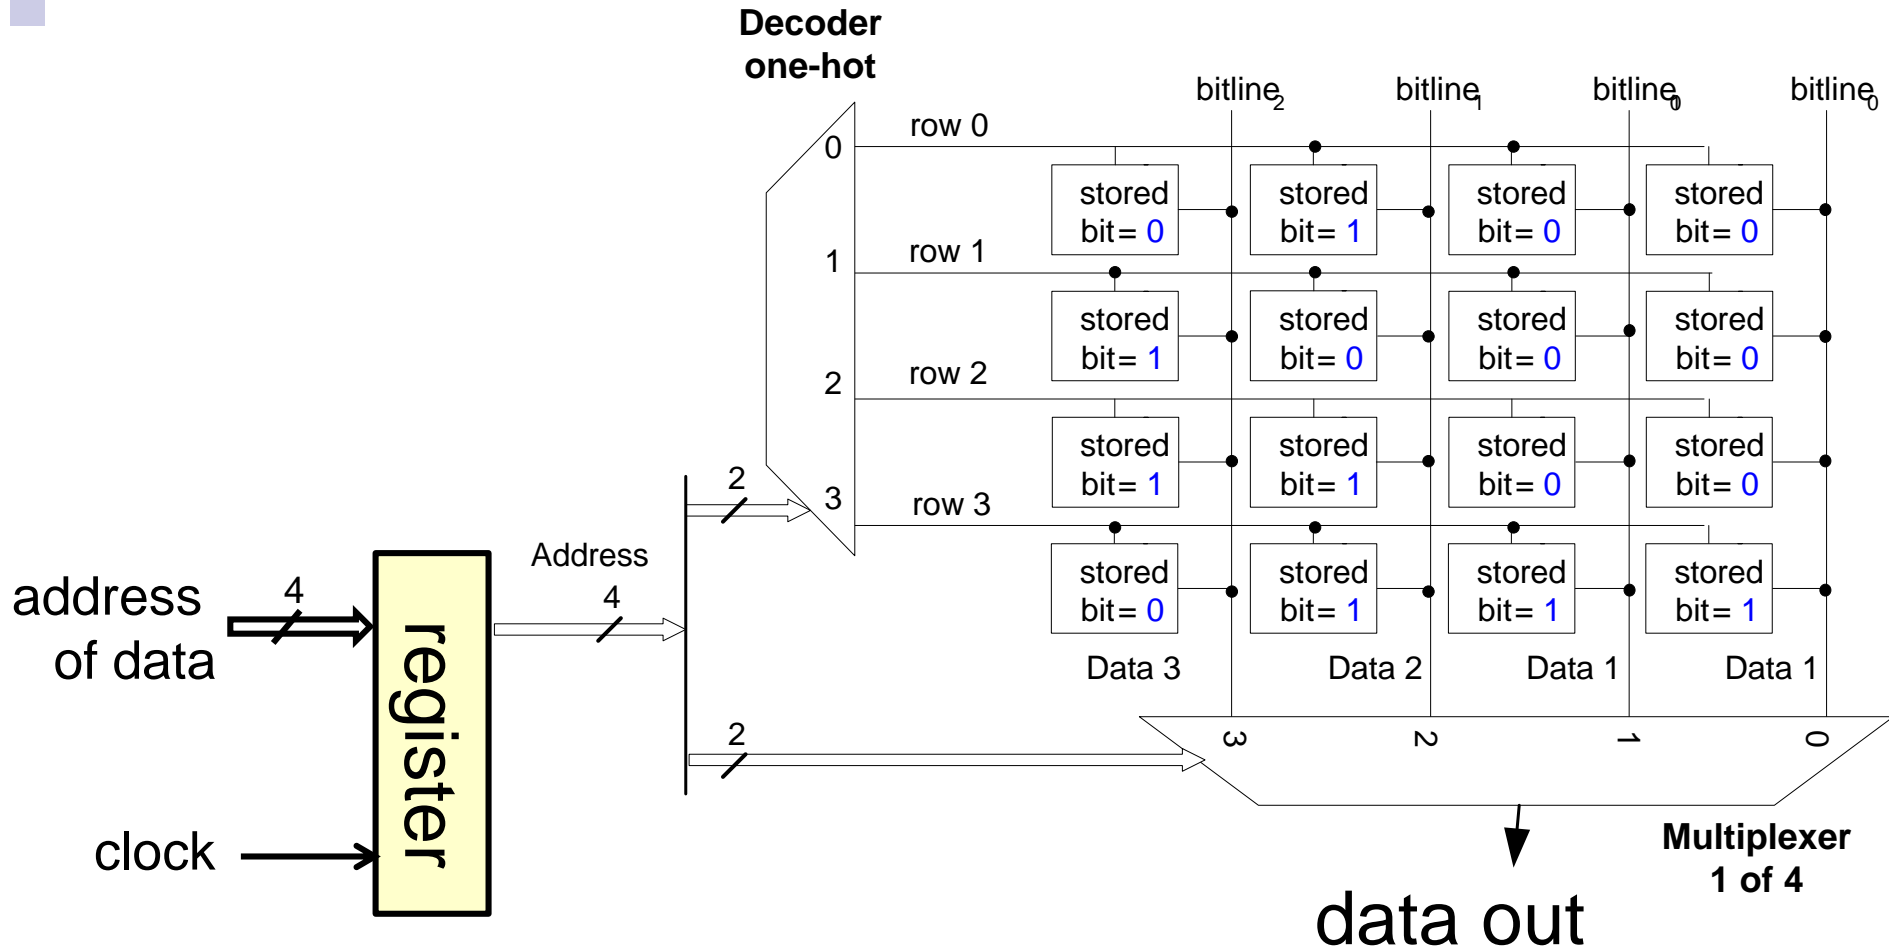 Decoder
one-hot
bitline2
bitline1
bitline0
bitline0
0
row 0
stored
bit= 0
stored
bit= 1
stored
bit= 0
stored
bit= 0
1
row 1
stored
bit= 1
stored
bit= 0
stored
bit= 0
stored
bit= 0
2
row 2
stored
bit= 1
stored
bit= 1
stored
bit= 0
stored
bit= 0
3
row 3
stored
bit= 0
stored
bit= 1
stored
bit= 1
stored
bit= 1
2
Address
4
address
of data
4
register
clock
2
Data 3
Data 2
Data 1
Data 1
3
2
1
0
Multiplexer
1 of 4
data out